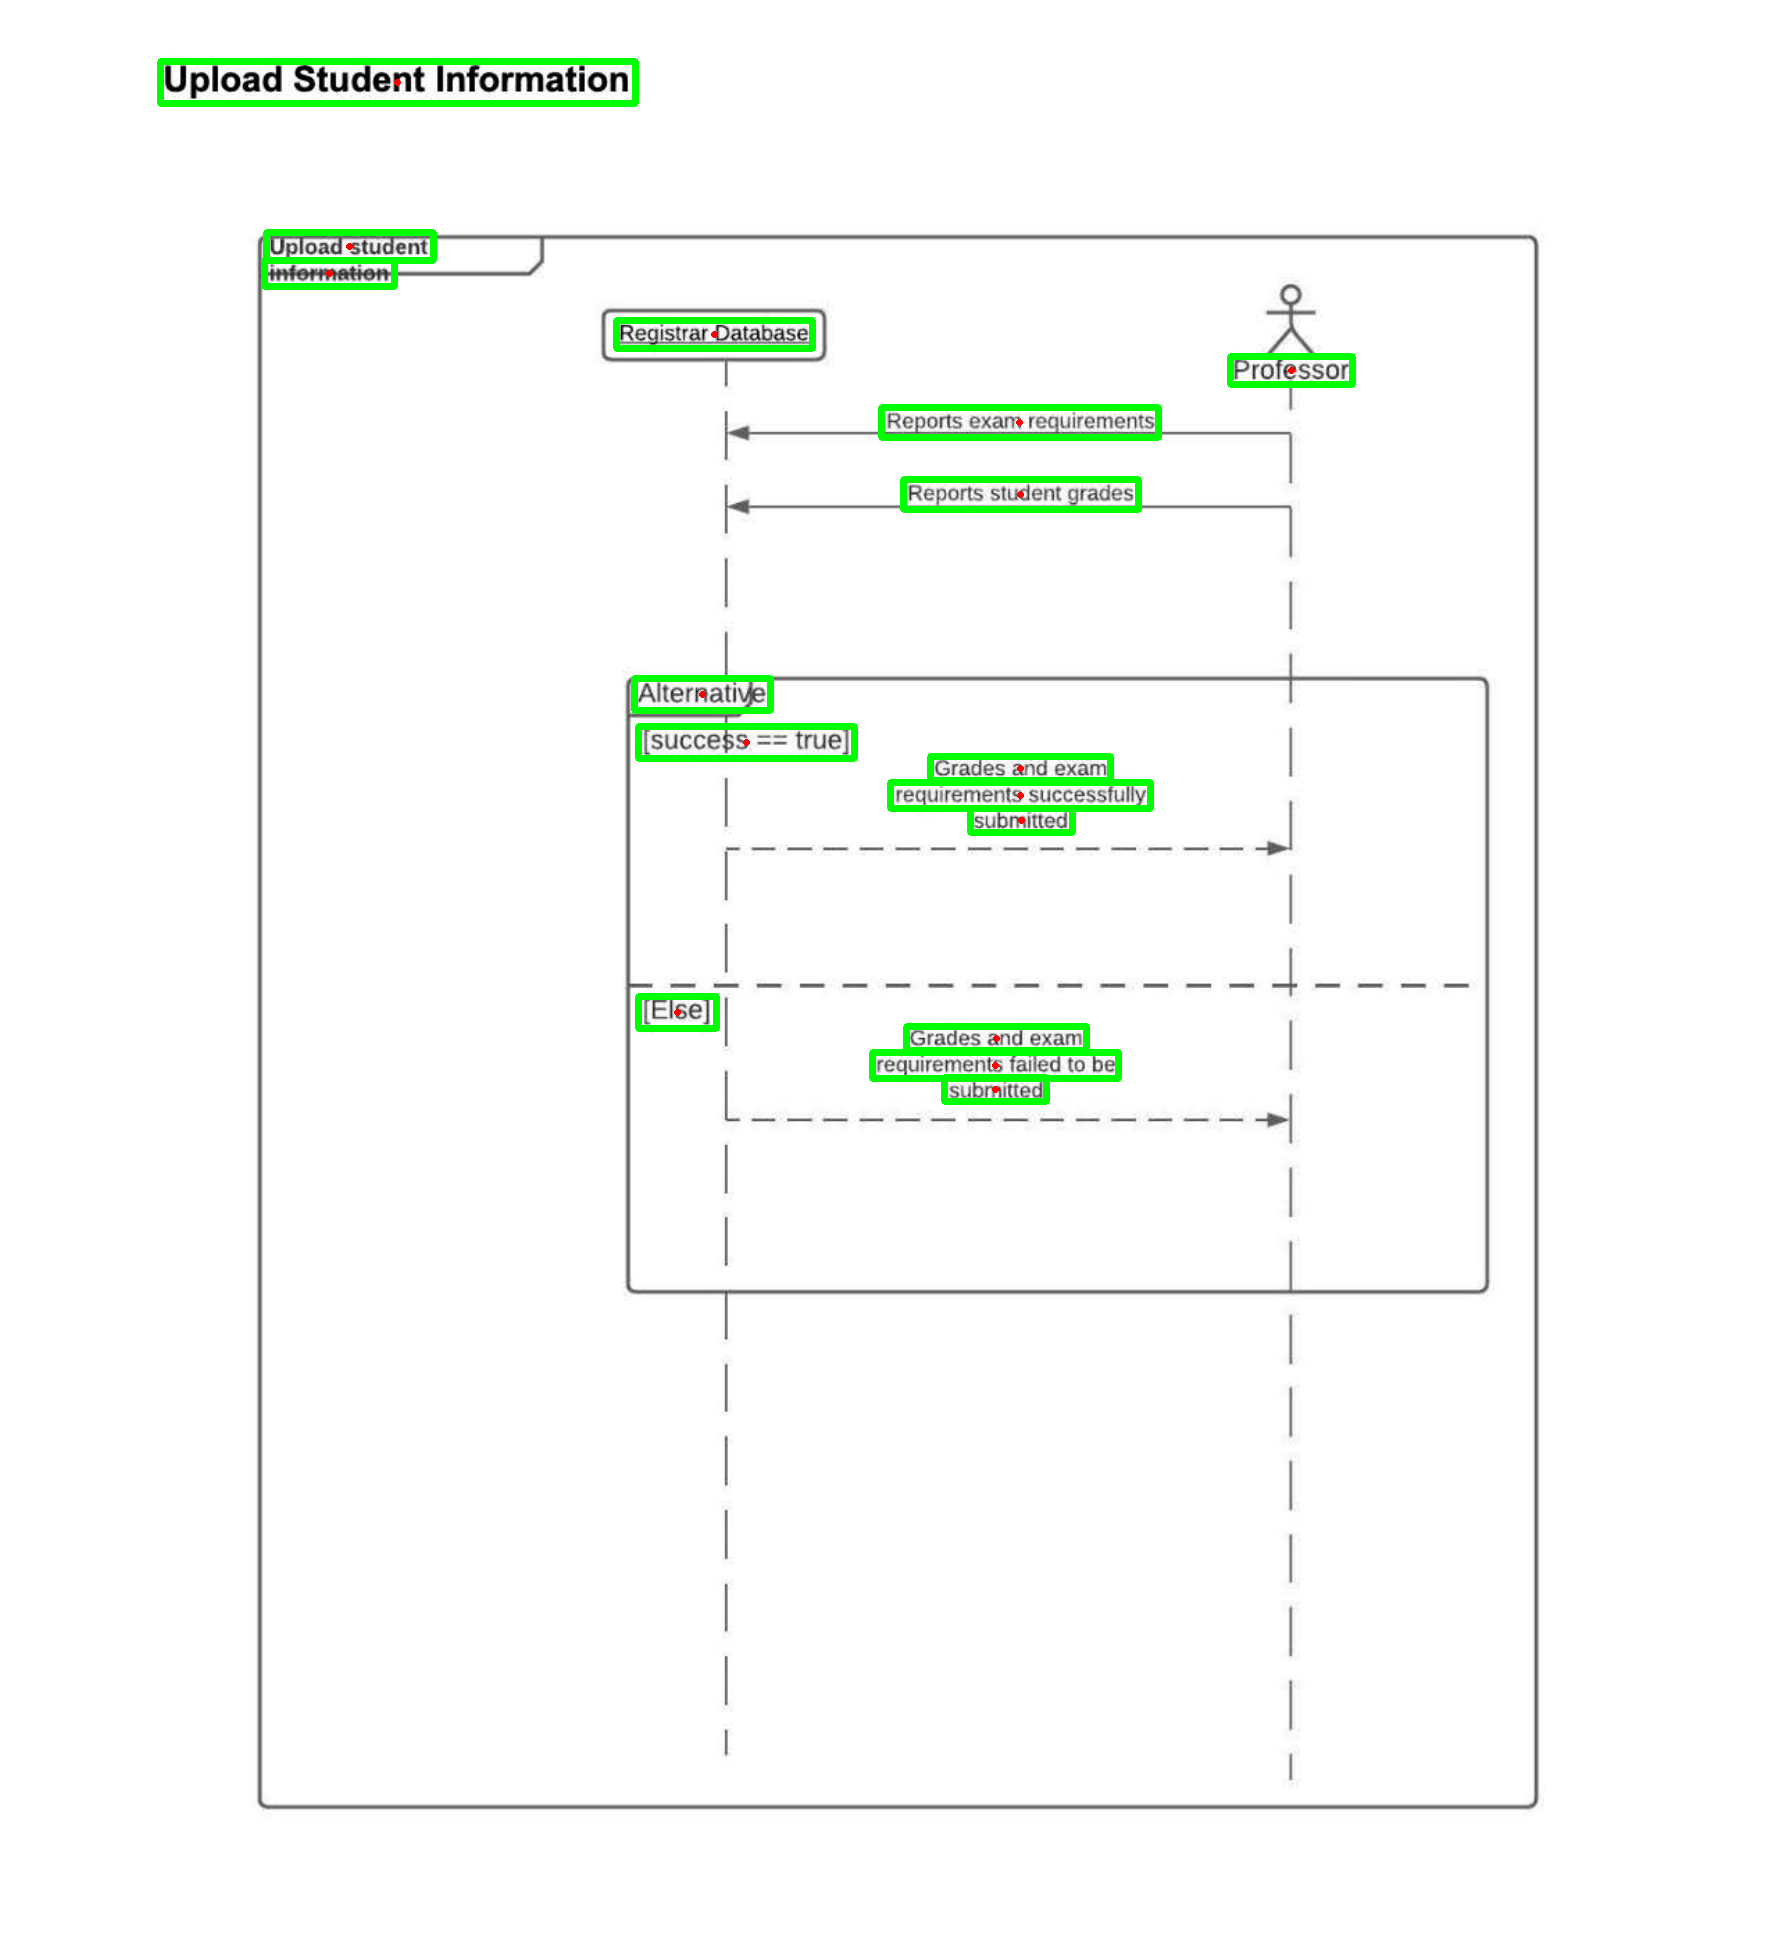 Upload Student Information
Upload student
information
Registrar Database
Professor
Reports exam requirements
Reports student grades
Alternative
[success == true]
Grades and exam
requirements successfully
submitted
[Else]
Grades and exam
requirements failed to be
submitted